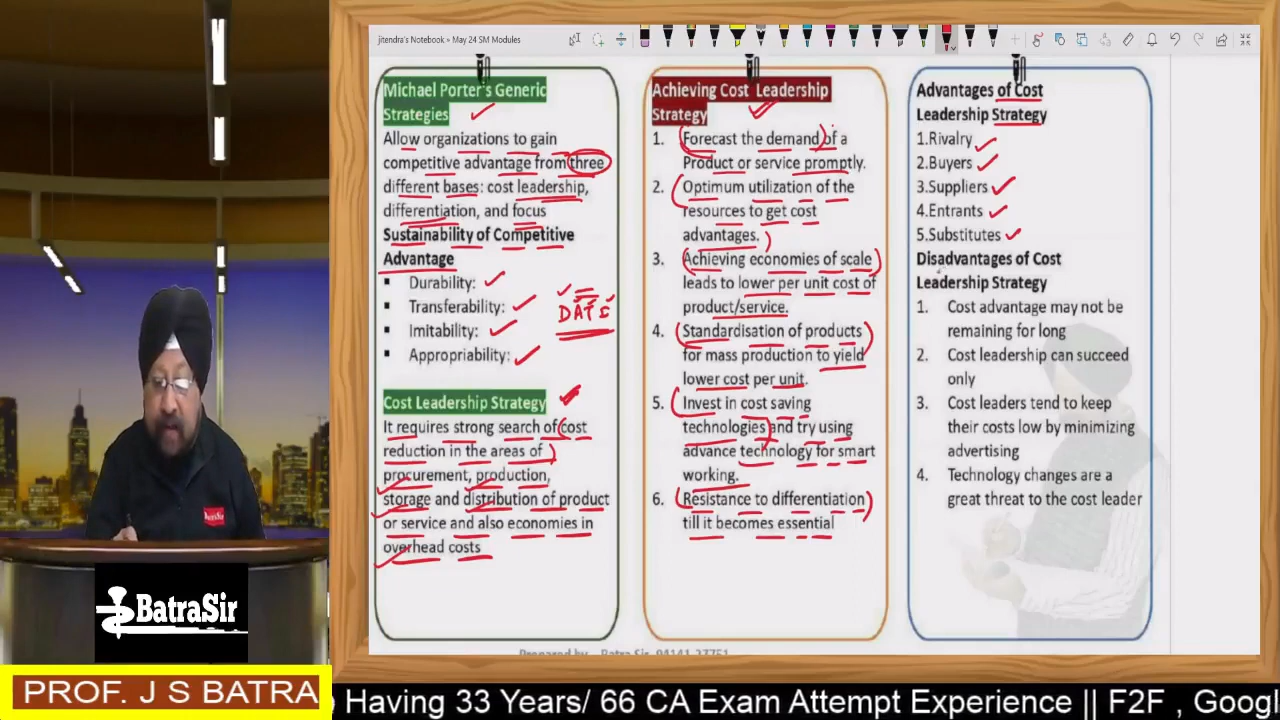 jitendra's Notebook » May 24 SM Modules
Michael Porter's Generic
Strategies
Allow organizations to gain
competitive advantage from three
different bases: cost leadership,
differentiation, and focus
Sustainability of Competitive
Advantage
▪ Durability:
▪ Transferability:
▪ Imitability:
▪ Appropriability:
DATI
Cost Leadership Strategy
It requires strong search of cost
reduction in the areas of
procurement, production,
storage and distribution of product
or service and also economies in
overhead costs
Achieving Cost Leadership
Strategy
1. Forecast the demand of a
Product or service promptly.
2. Optimum utilization of the
resources to get cost
advantages.
3. Achieving economies of scale
leads to lower per unit cost of
product/service.
4. Standardisation of products
for mass production to yield
lower cost per unit.
5. Invest in cost saving
technologies and try using
advance technology for smart
working.
6. Resistance to differentiation
till it becomes essential
Advantages of Cost
Leadership Strategy
1.Rivalry
2.Buyers
3.Suppliers
4.Entrants
5.Substitutes
Disadvantages of Cost
Leadership Strategy
1. Cost advantage may not be
remaining for long
2. Cost leadership can succeed
only
3. Cost leaders tend to keep
their costs low by minimizing
advertising
4. Technology changes are a
great threat to the cost leader
BatraSir
PROF. J S BATRA
Having 33 Years/ 66 CA Exam Attempt Experience || F2F , Googl